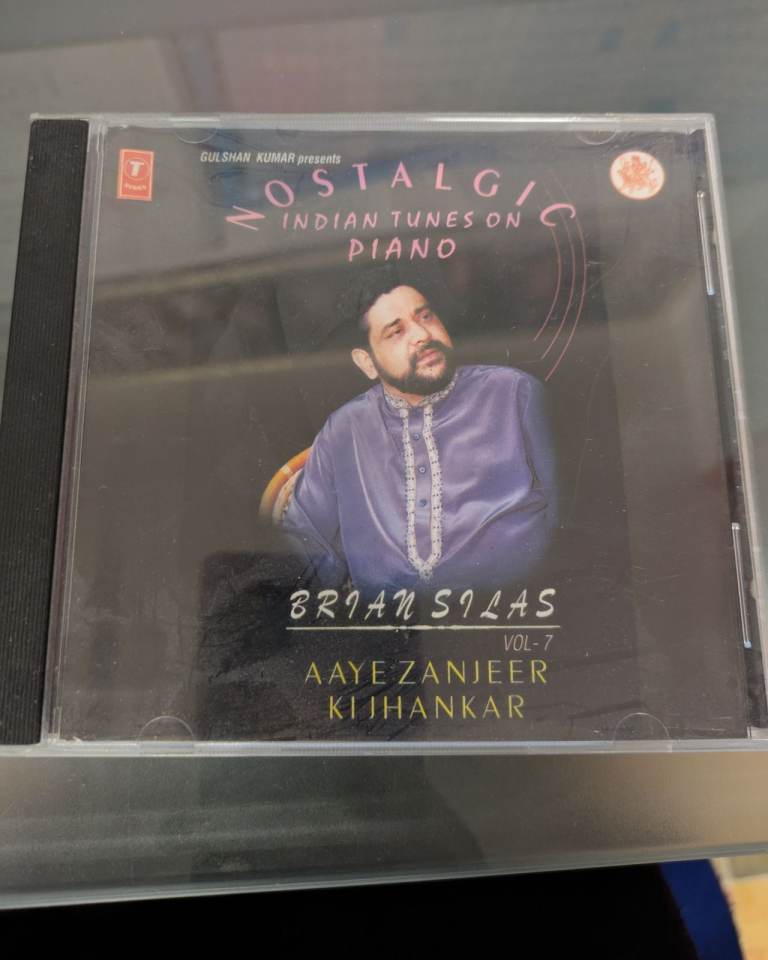 GULSHAN KUMAR presents
NOSTALGIC
INDIAN TUNES ON
PIANO
BRIAN SILAS
VOL-7
AAYE ZANJEER
KI JHANKAR